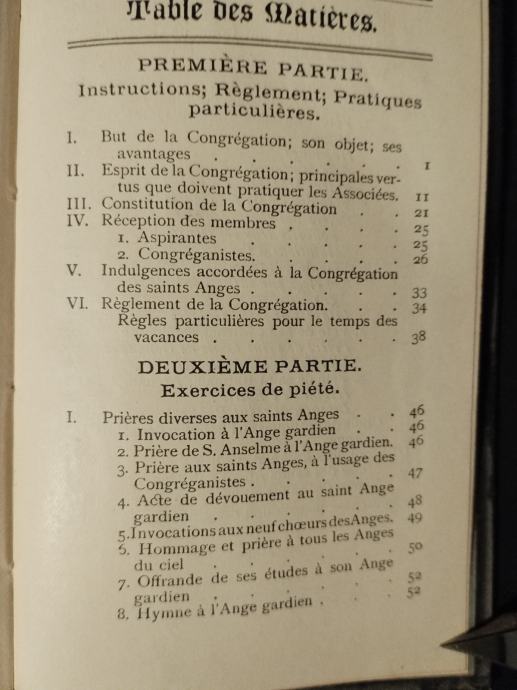 Table des Matières.
PREMIÈRE PARTIE.
Instructions; Règlement; Pratiques
particulières.
I. But de la Congrégation; son objet; ses
avantages . . . . . . 1
II. Esprit de la Congrégation; principales ver-
tus que doivent pratiquer les Associées. 11
III. Constitution de la Congrégation . . 21
IV. Réception des membres . . . . 25
1. Aspirantes . . . . . 25
2. Congréganistes. . . . . 26
V. Indulgences accordées à la Congrégation
des saints Anges . . . . . 33
VI. Règlement de la Congrégation. . . 34
Règles particulières pour le temps des
vacances . . . . . . 38
DEUXIÈME PARTIE.
Exercices de piété.
I. Prières diverses aux saints Anges . . 46
1. Invocation à l'Ange gardien . . 46
2. Prière de S. Anselme à l'Ange gardien. 46
3. Prière aux saints Anges, à l'usage des
Congréganistes . . . . . 47
4. Acte de dévouement au saint Ange
gardien . . . . . . 48
5. Invocations aux neuf chœurs des Anges. 49
6. Hommage et prière à tous les Anges
du ciel . . . . . . 50
7. Offrande de ses études à son Ange
gardien . . . . . . 52
8. Hymne à l'Ange gardien . . . 52